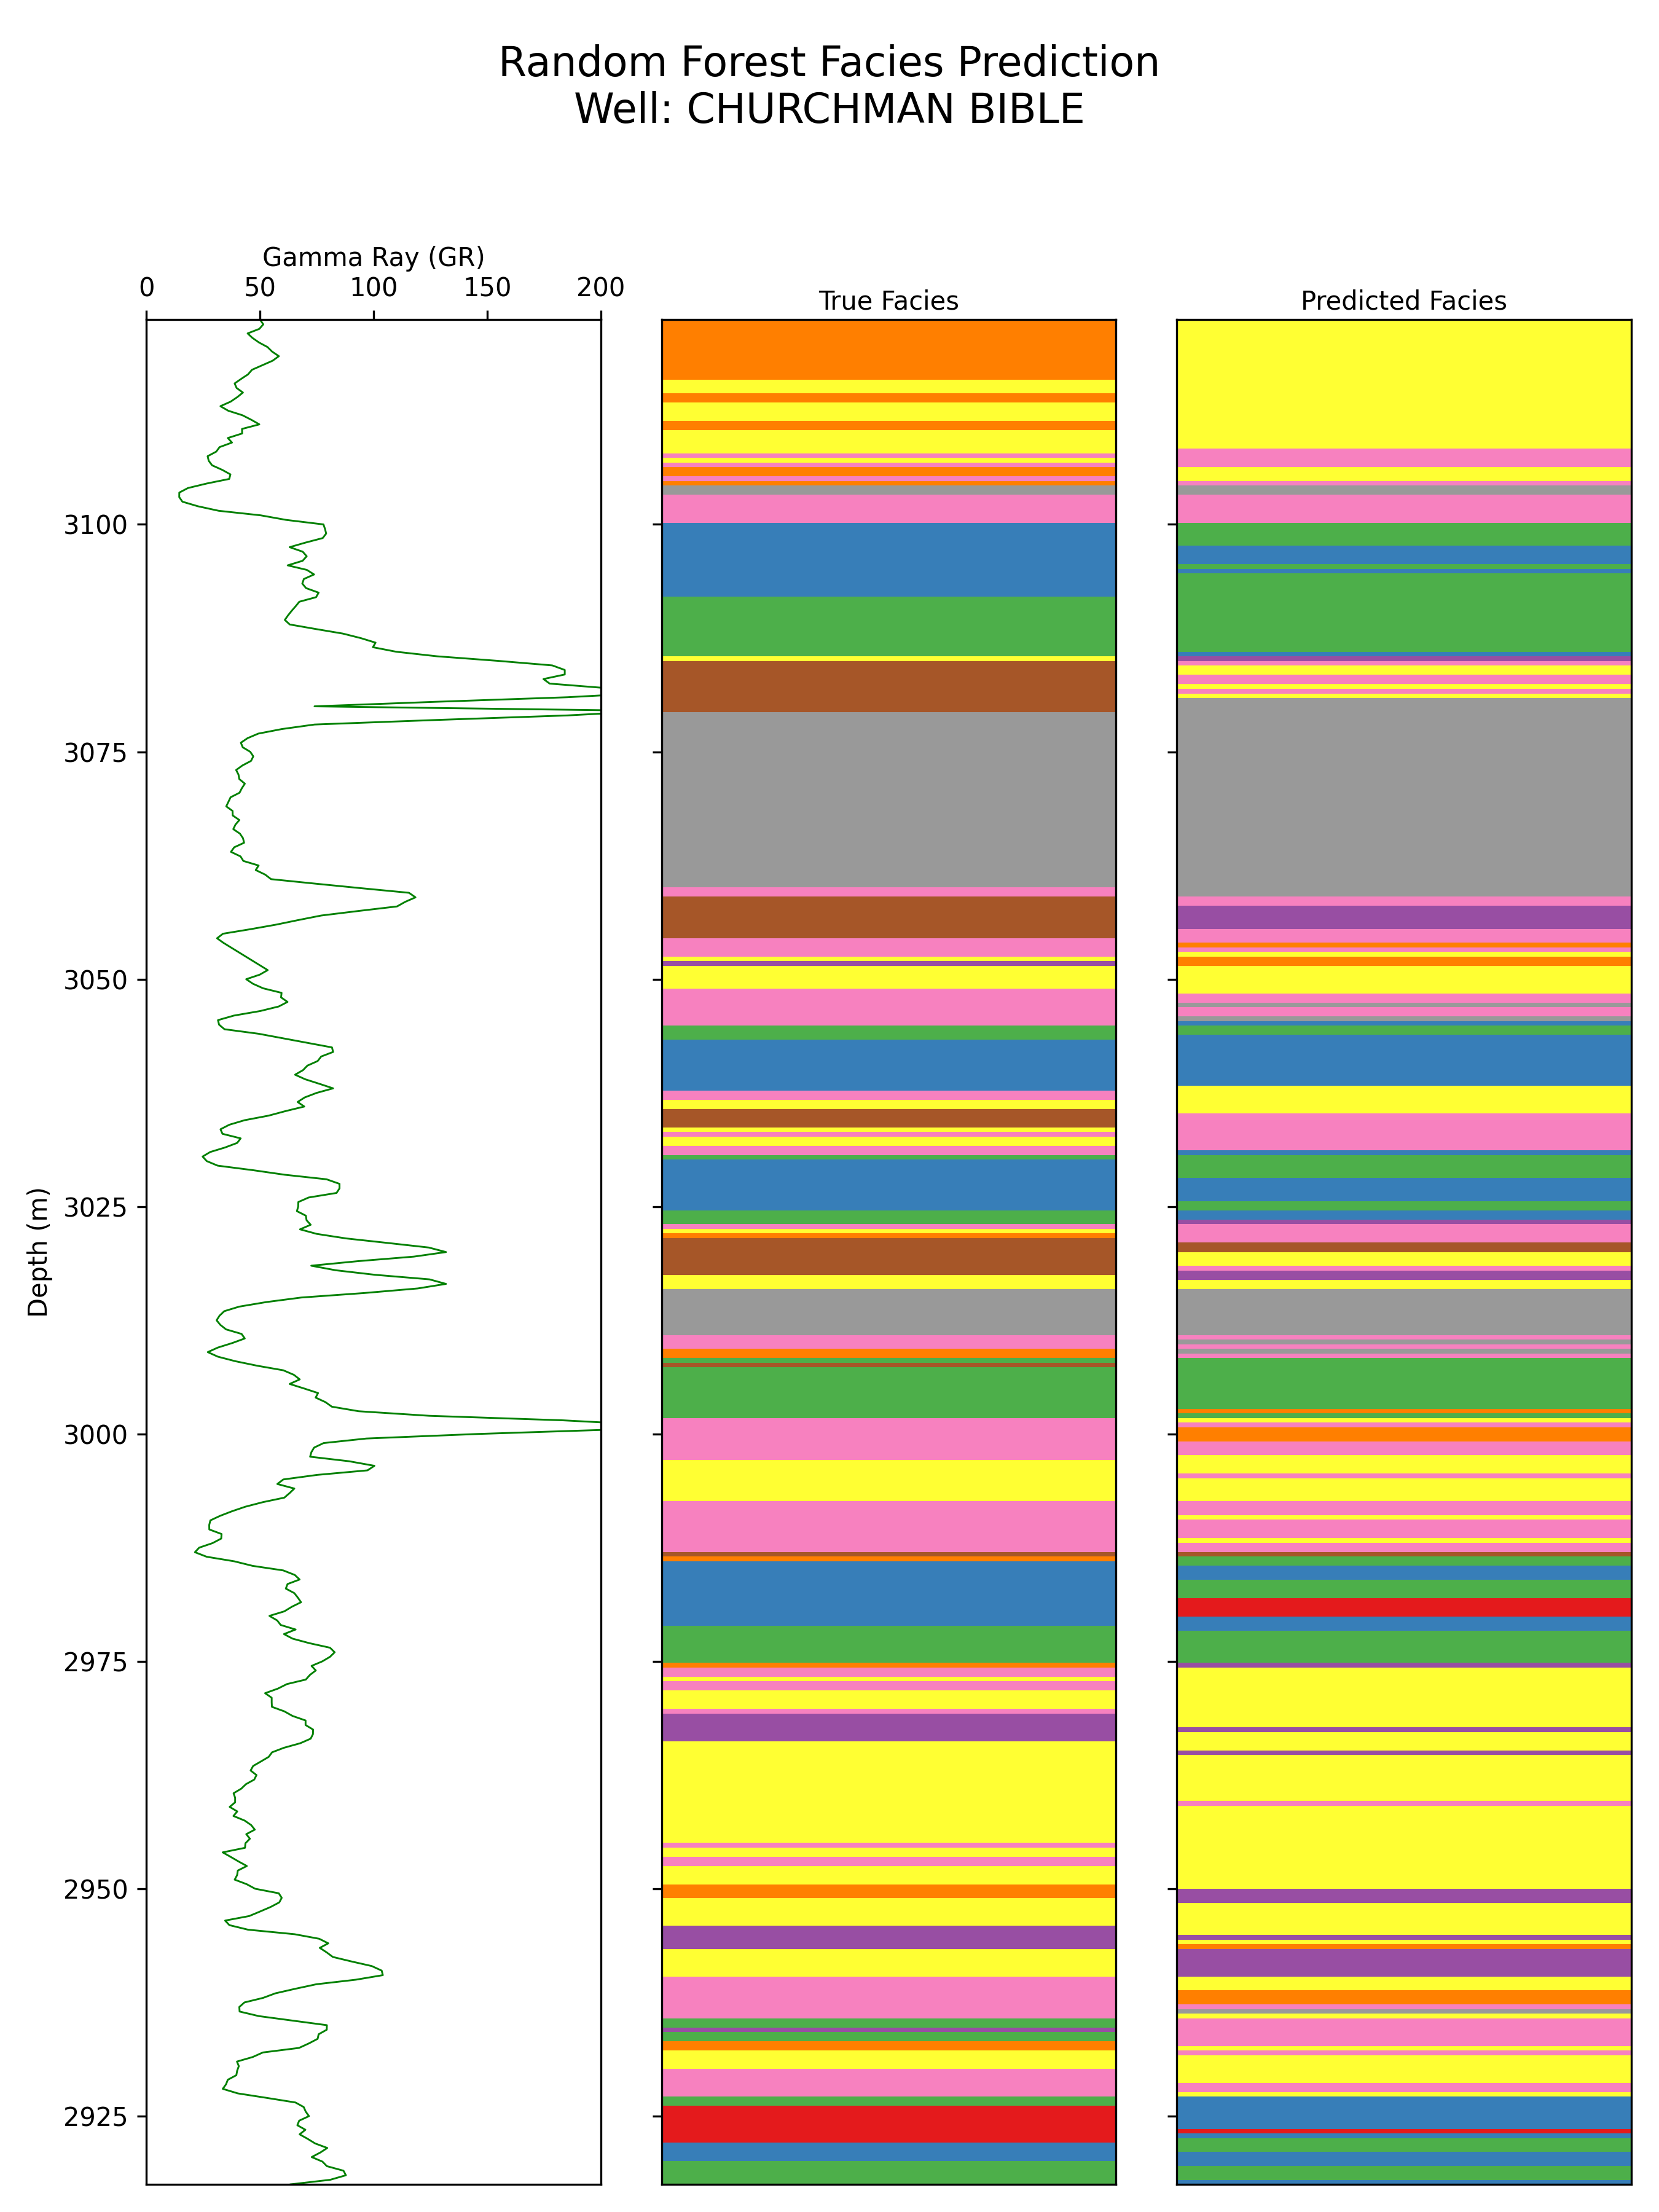 Random Forest Facies Prediction
Well: CHURCHMAN BIBLE
Gamma Ray (GR)
0 50 100 150 200
True Facies
Predicted Facies
3100
3075
3050
3025
3000
2975
2950
2925
Depth (m)